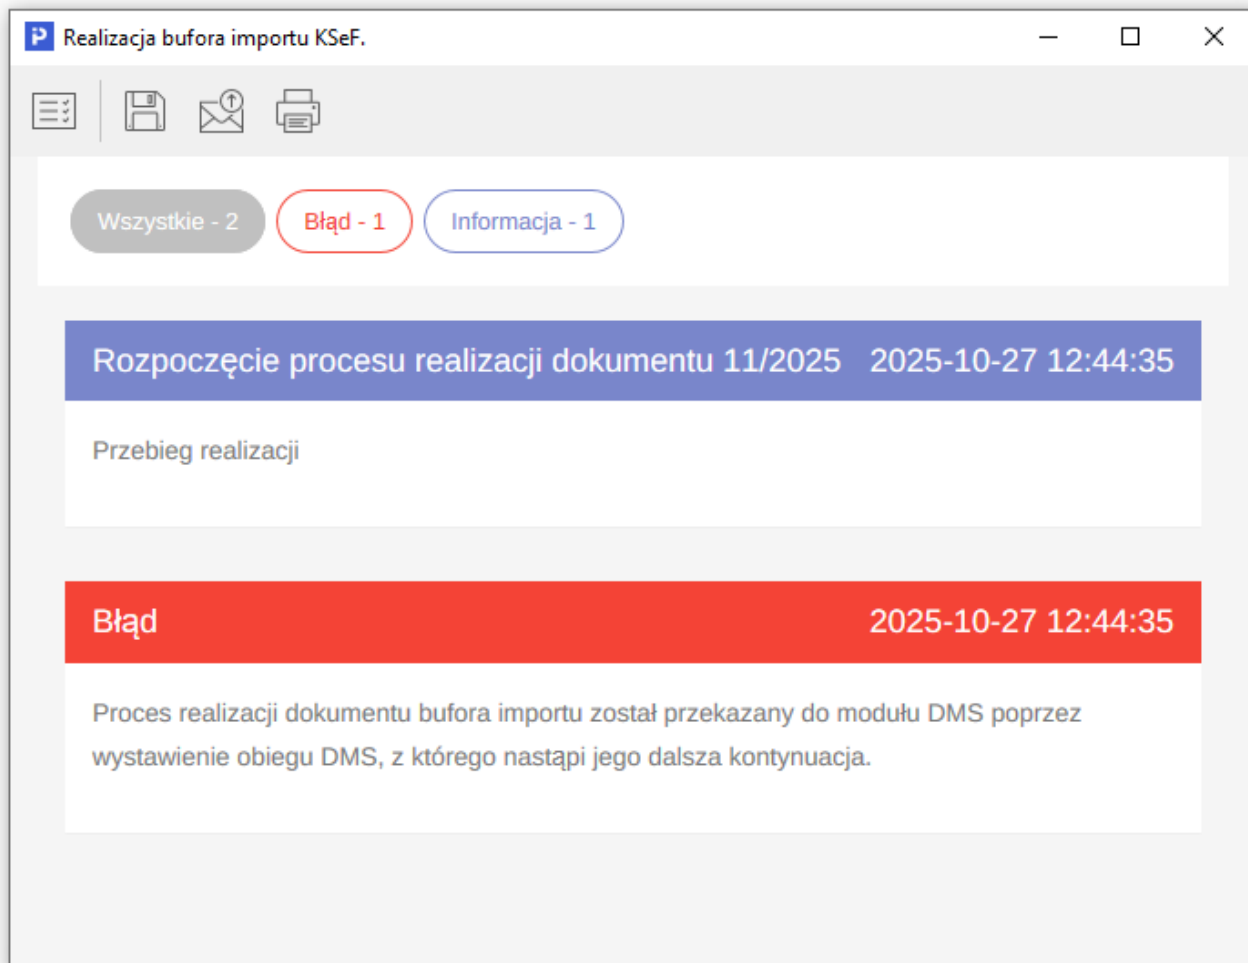 Realizacja bufora importu KSeF.
Wszystkie - 2
Błąd - 1
Informacja - 1
Rozpoczęcie procesu realizacji dokumentu 11/2025 2025-10-27 12:44:35
Przebieg realizacji
Błąd 2025-10-27 12:44:35
Proces realizacji dokumentu bufora importu został przekazany do modułu DMS poprzez
wystawienie obiegu DMS, z którego nastąpi jego dalsza kontynuacja.